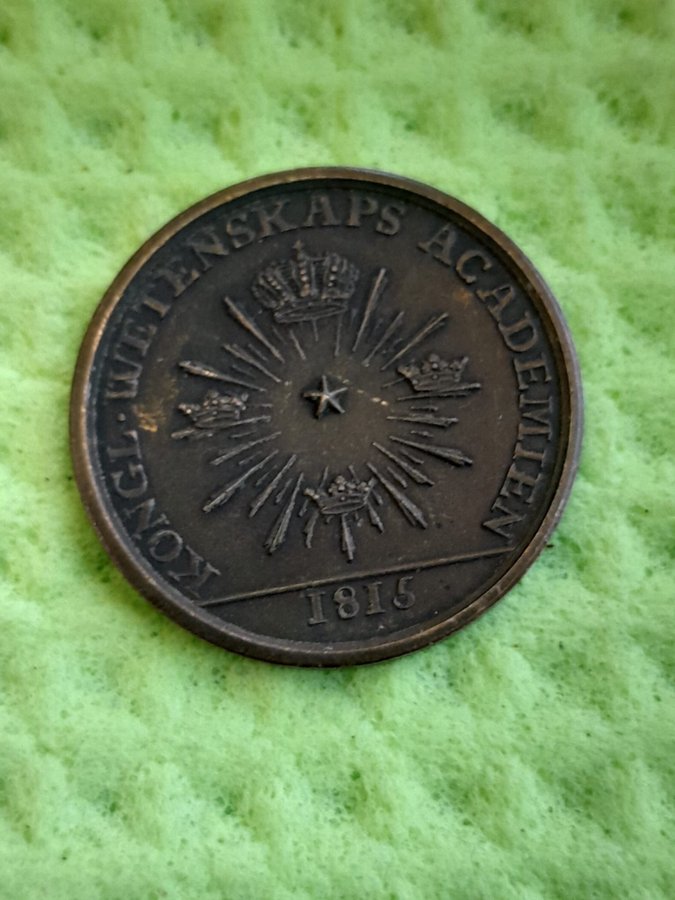 KONGL · WETENSKAPS ACADEMIEN
1815